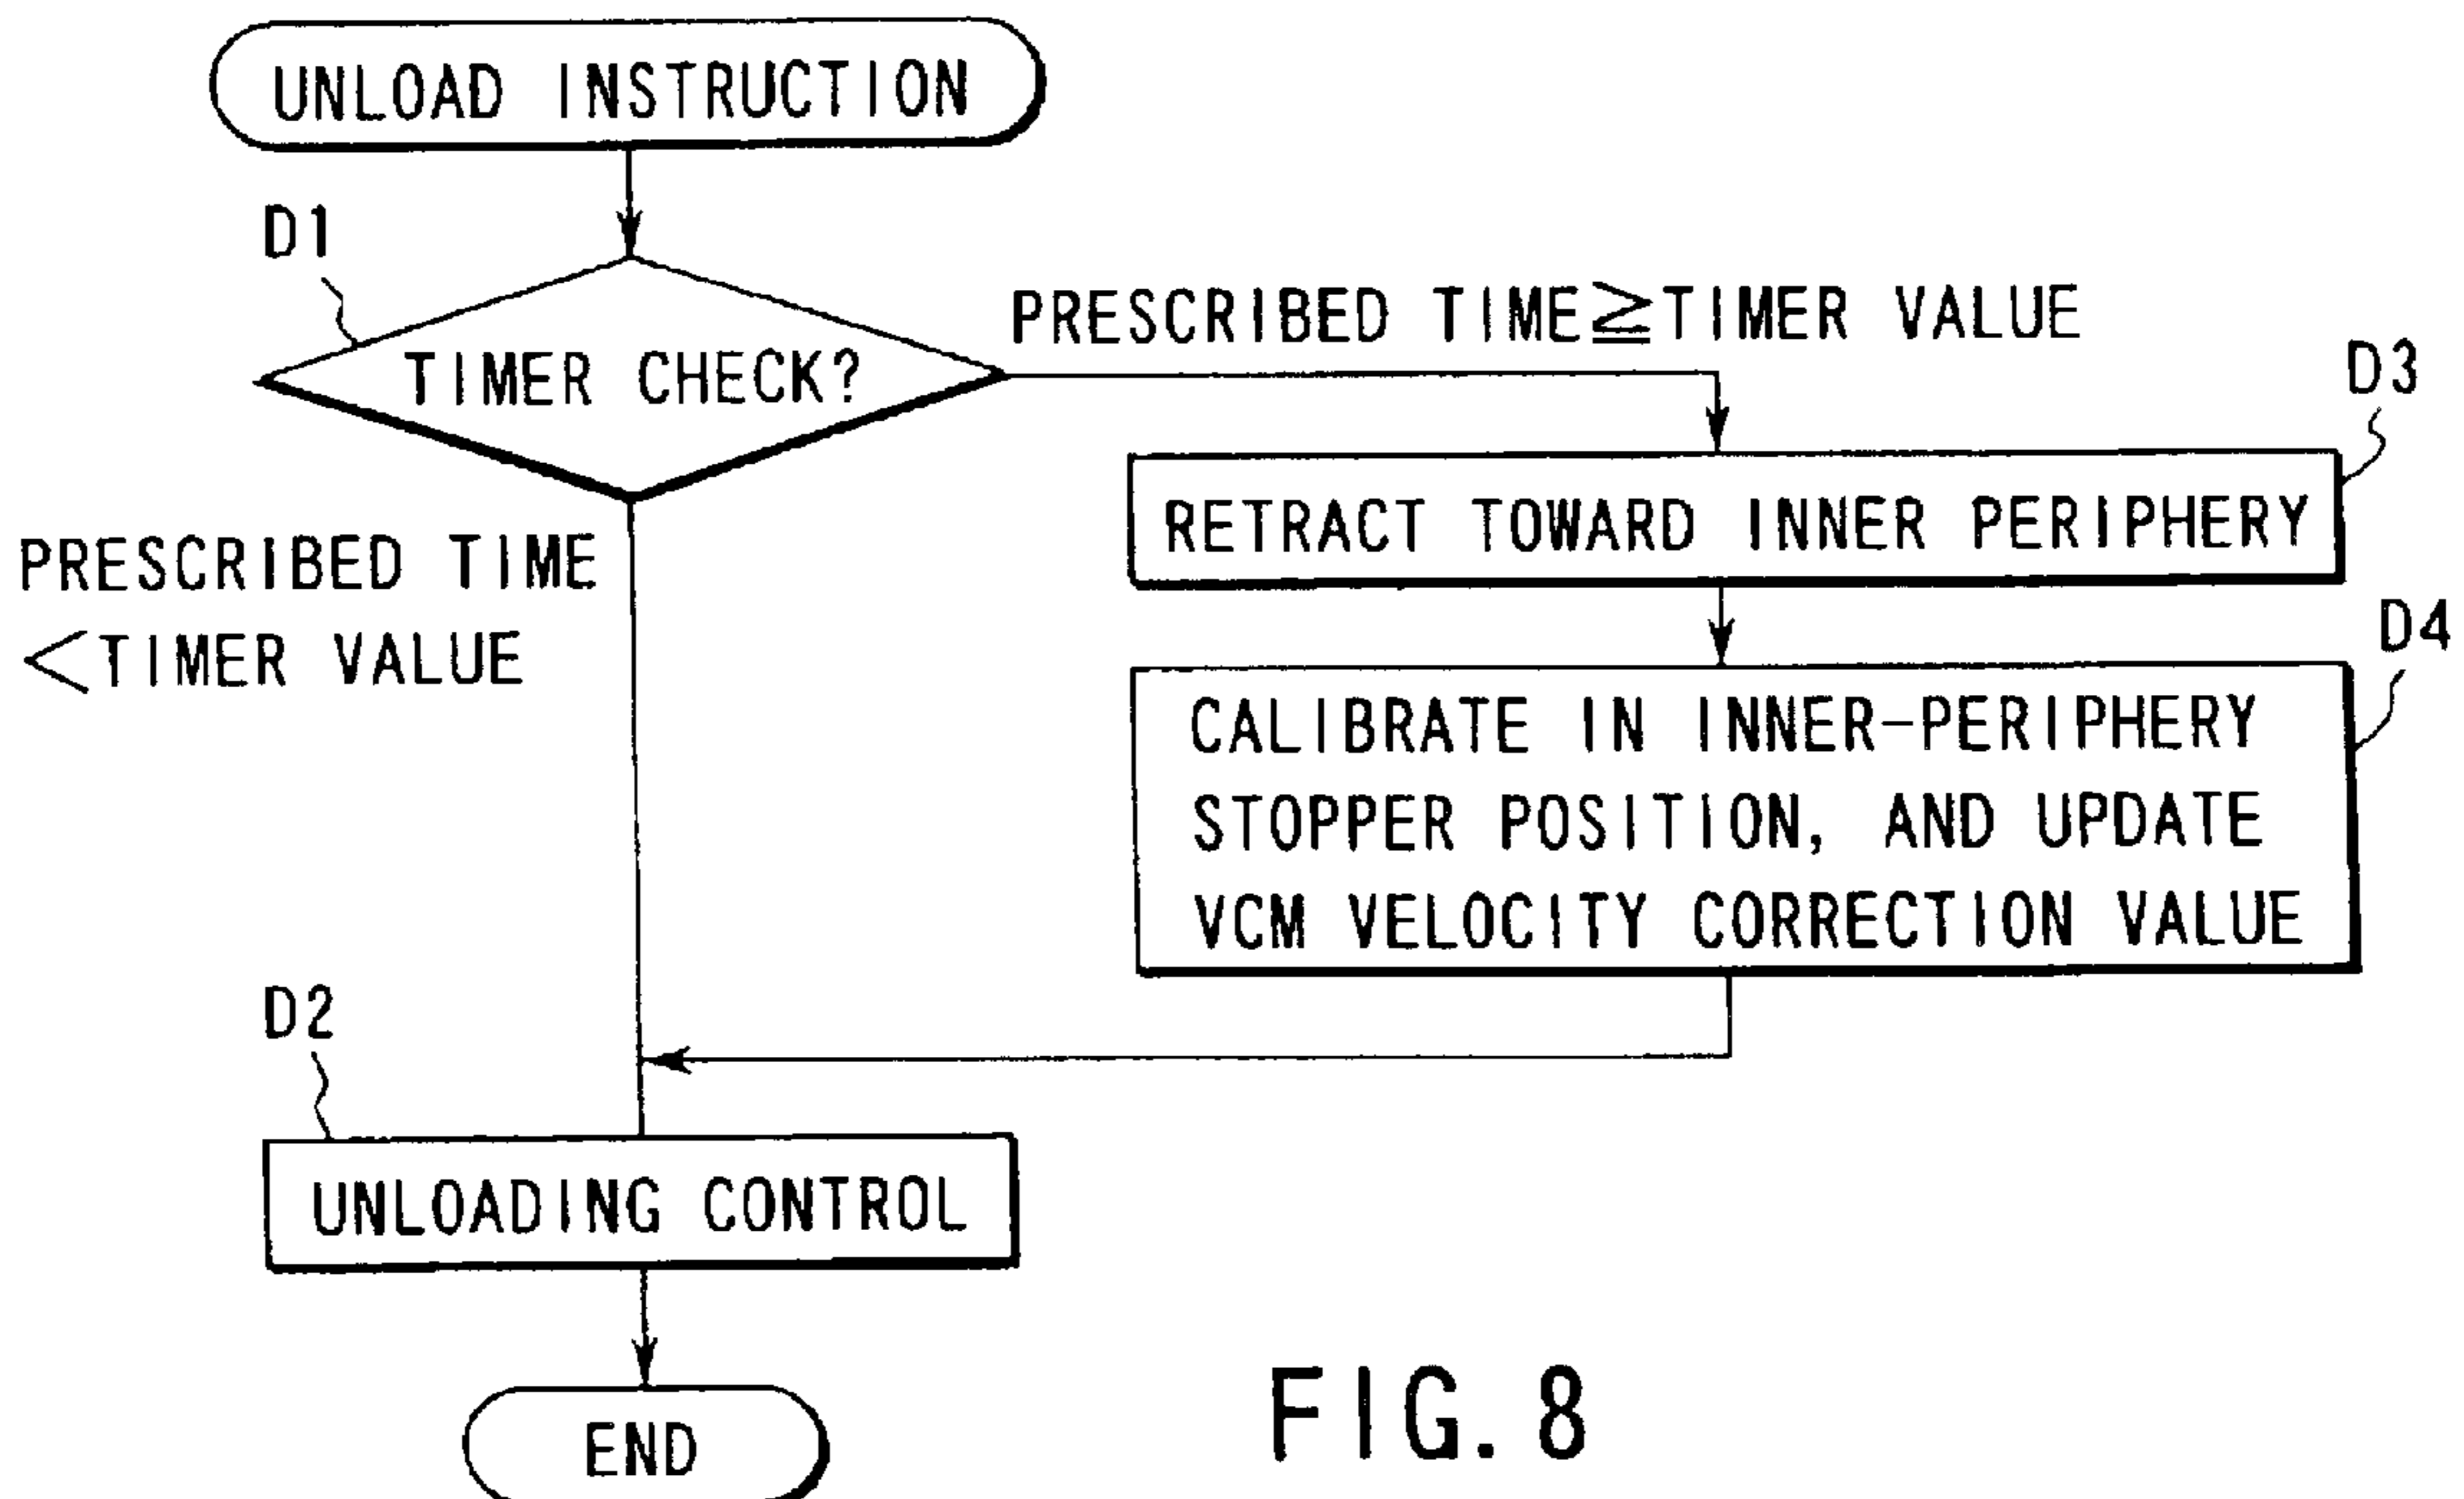 UNLOAD INSTRUCTION
D1
TIMER CHECK?
PRESCRIBED TIME≧TIMER VALUE
D3
RETRACT TOWARD INNER PERIPHERY
PRESCRIBED TIME
<TIMER VALUE
D4
CALIBRATE IN INNER-PERIPHERY
STOPPER POSITION, AND UPDATE
VCM VELOCITY CORRECTION VALUE
D2
UNLOADING CONTROL
END
FIG. 8